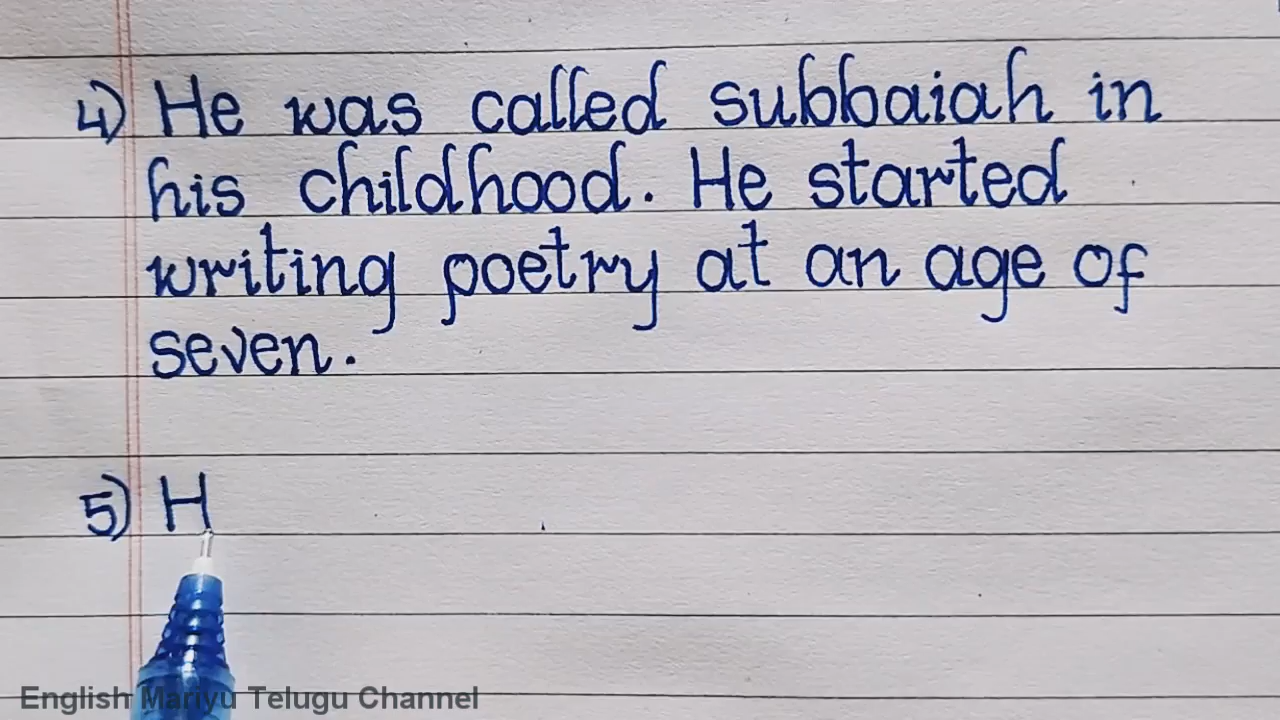 4) He was called subbaiah in
his childhood. He started
writing poetry at an age of
seven.
5) H
English Mariyu Telugu Channel